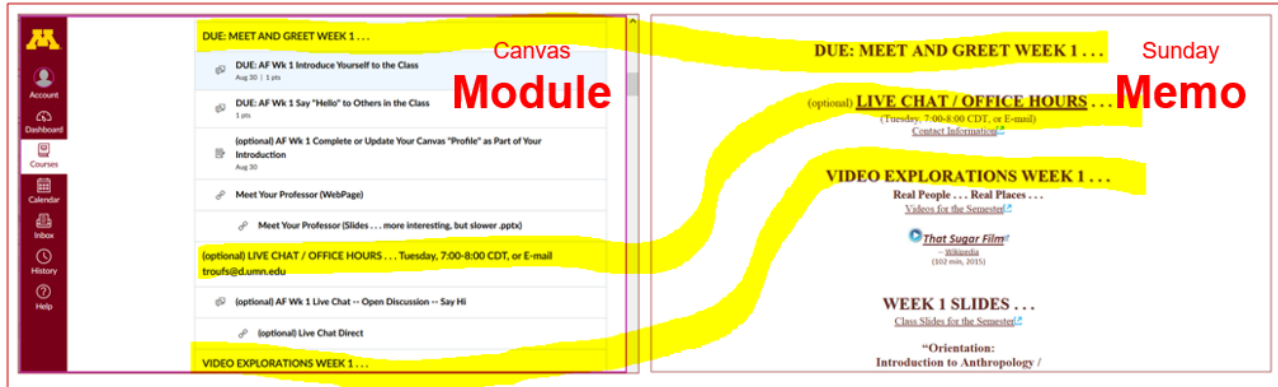 Account
Dashboard
Courses
Calendar
Inbox
History
Help
DUE: MEET AND GREET WEEK 1 . . .
DUE: AF Wk 1 Introduce Yourself to the Class
Aug 30 | 1 pts
DUE: AF Wk 1 Say "Hello" to Others in the Class
1 pts
(optional) AF Wk 1 Complete or Update Your Canvas "Profile" as Part of Your
Introduction
Aug 30
Meet Your Professor (WebPage)
Meet Your Professor (Slides . . . more interesting, but slower .pptx)
(optional) LIVE CHAT / OFFICE HOURS . . . Tuesday, 7:00-8:00 CDT, or E-mail
troufs@d.umn.edu
(optional) AF Wk 1 Live Chat -- Open Discussion -- Say Hi
(optional) Live Chat Direct
VIDEO EXPLORATIONS WEEK 1 . . .
Canvas
Module
DUE: MEET AND GREET WEEK 1 . . .
(optional) LIVE CHAT / OFFICE HOURS . . .
(Tuesday, 7:00-8:00 CDT, or E-mail)
Contact Information
VIDEO EXPLORATIONS WEEK 1 . . .
Real People . . . Real Places . . .
Videos for the Semester
That Sugar Film
-- Wikipedia
(102 min, 2015)
WEEK 1 SLIDES . . .
Class Slides for the Semester
"Orientation:
Introduction to Anthropology /
Sunday
Memo